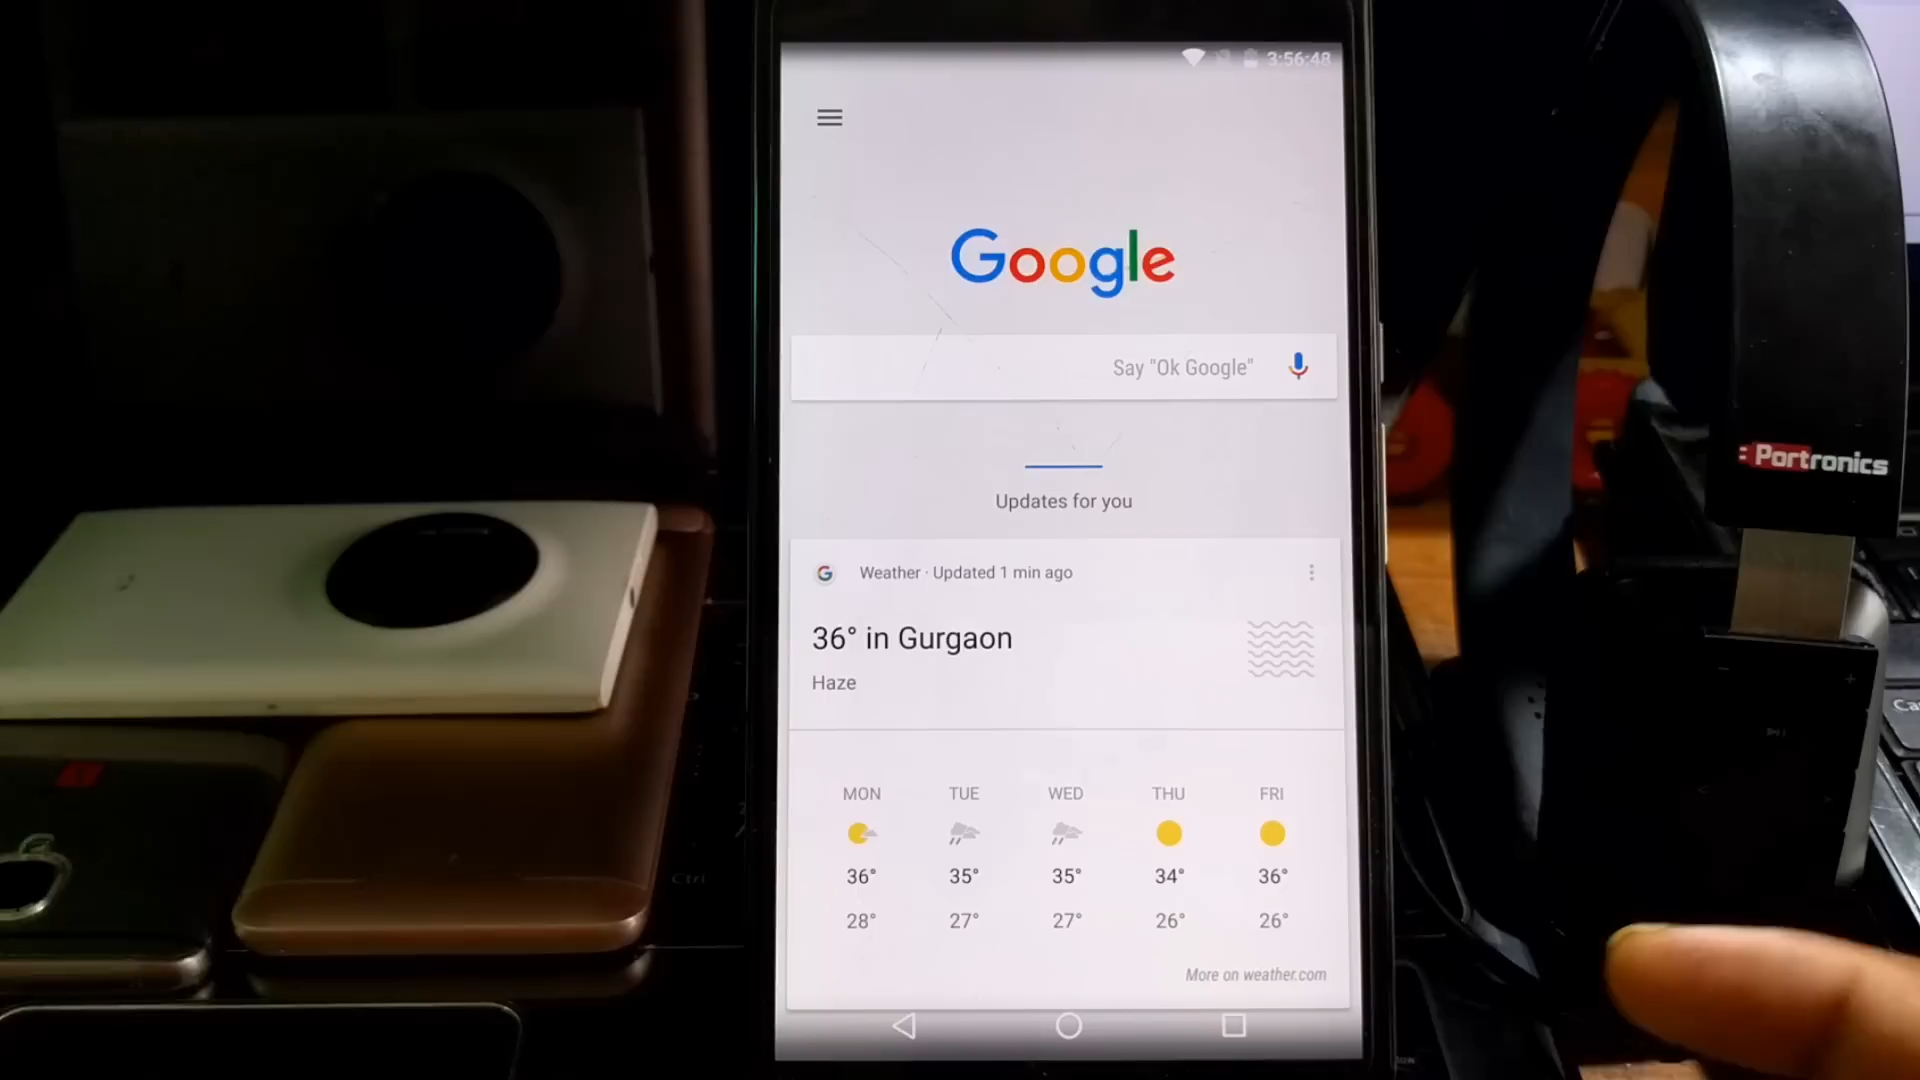 3:56:48
Google
Say "Ok Google"
Updates for you
Weather · Updated 1 min ago
36° in Gurgaon
Haze
MON TUE WED THU FRI
36° 35° 35° 34° 36°
28° 27° 27° 26° 26°
More on weather.com
Portronics
Ctrl